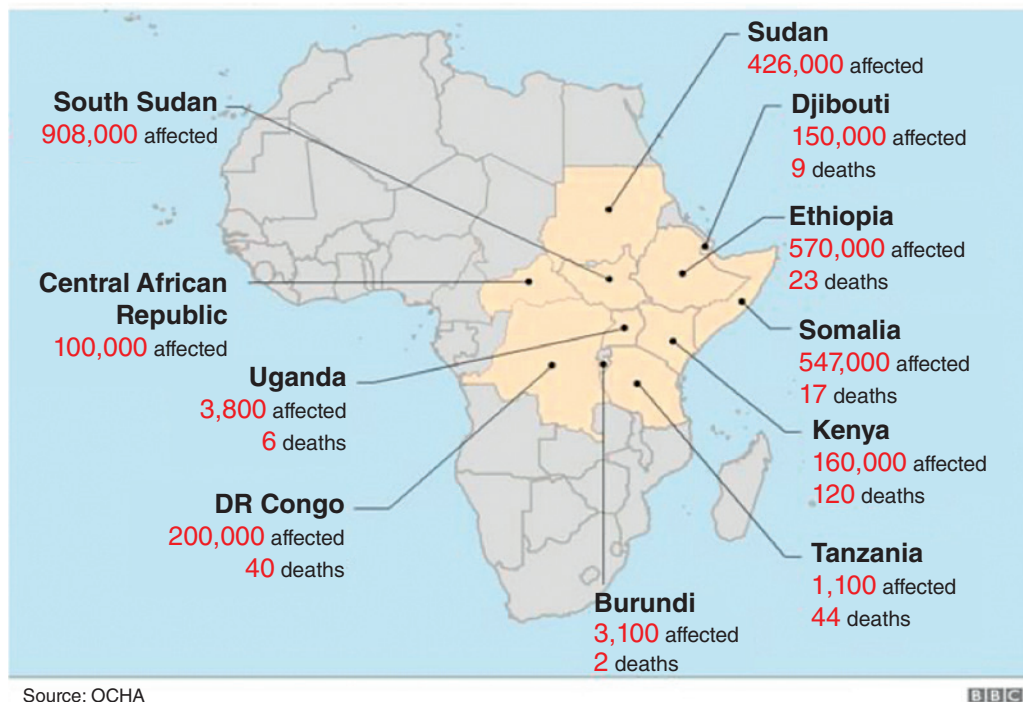 Sudan
426,000 affected
South Sudan
908,000 affected
Djibouti
150,000 affected
9 deaths
Ethiopia
570,000 affected
23 deaths
Central African
Republic
100,000 affected
Somalia
547,000 affected
17 deaths
Uganda
3,800 affected
6 deaths
Kenya
160,000 affected
120 deaths
DR Congo
200,000 affected
40 deaths
Tanzania
1,100 affected
44 deaths
Burundi
3,100 affected
2 deaths
Source: OCHA
BBC